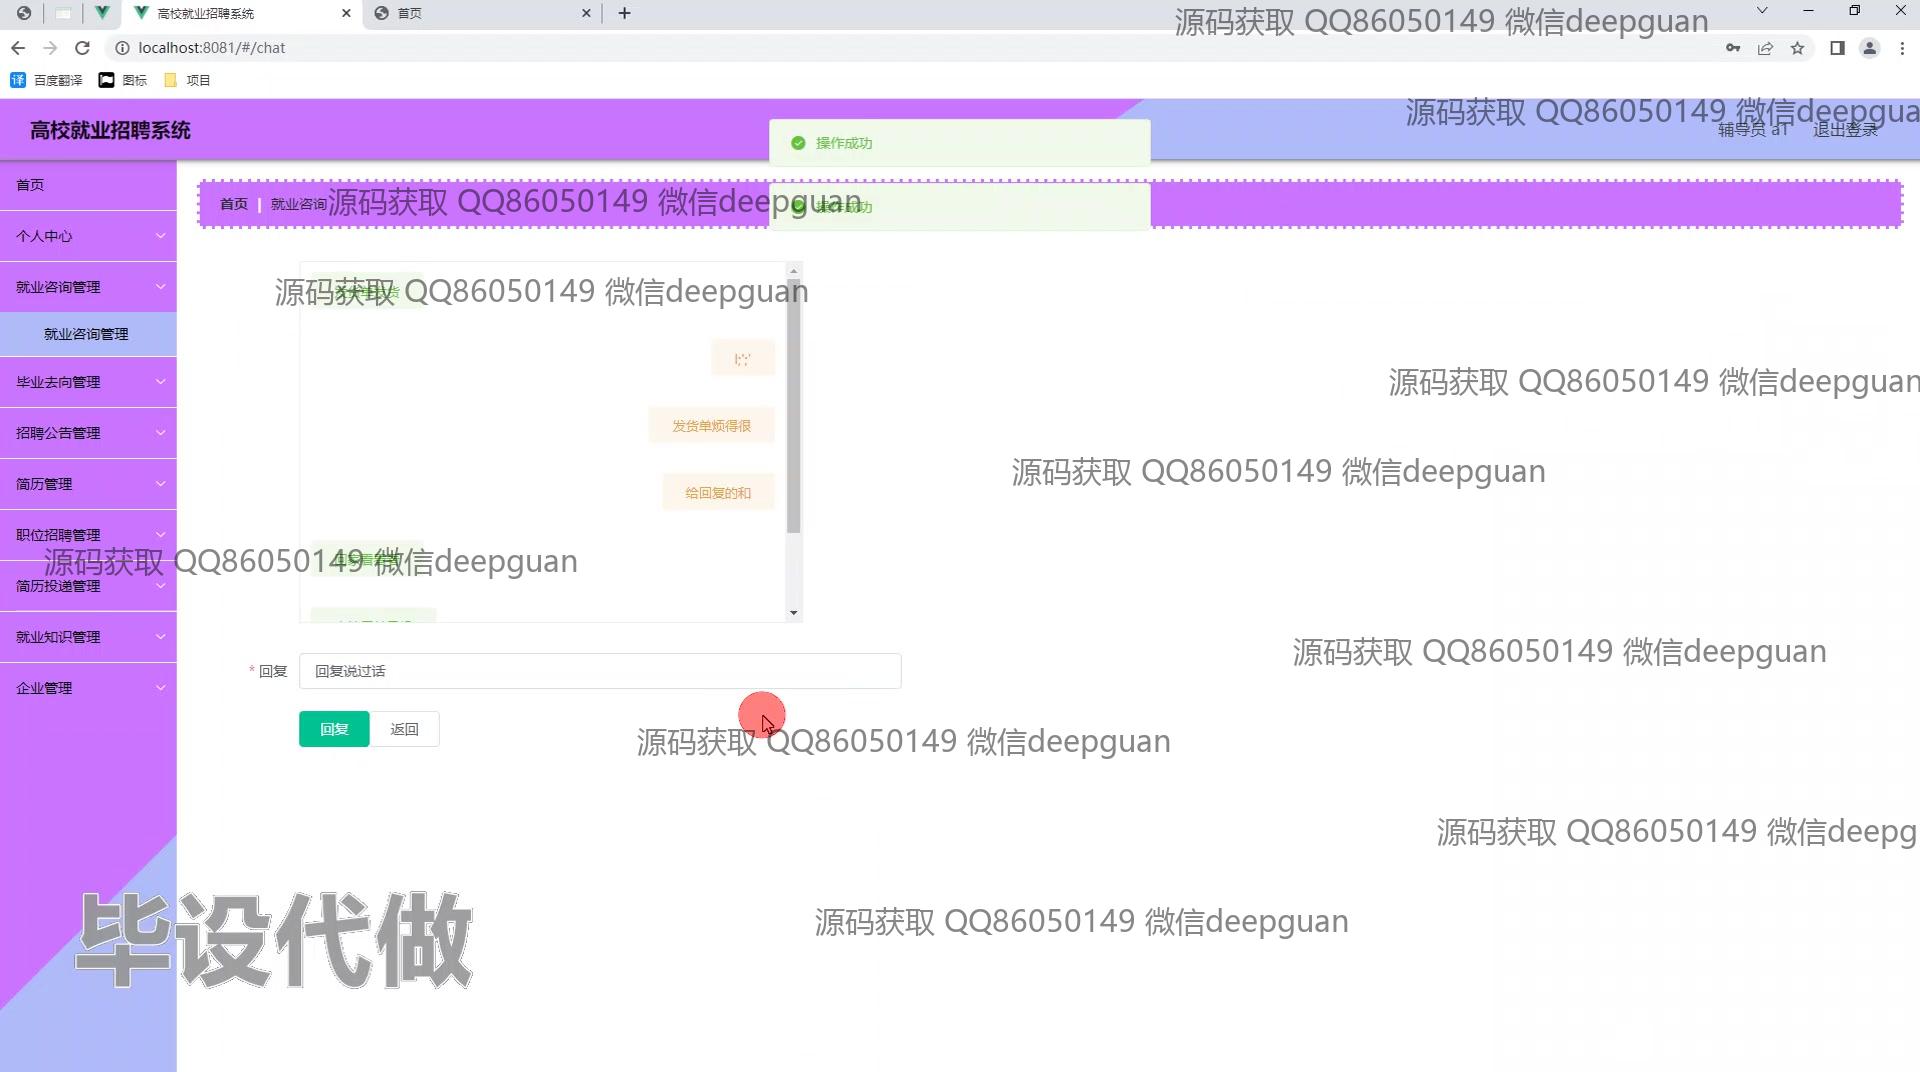 高校就业招聘系统
首页
源码获取 QQ86050149 微信deepguan
localhost:8081/#/chat
百度翻译 图标 项目
高校就业招聘系统
操作成功
源码获取 QQ86050149 微信deepgua
辅导员 a1 退出登录
首页
个人中心
就业咨询管理
就业咨询管理
毕业去向管理
招聘公告管理
简历管理
职位招聘管理
简历投递管理
就业知识管理
企业管理
首页 | 就业咨询
源码获取 QQ86050149 微信deepguan
操作成功
源码获取 QQ86050149 微信deepguan
发货单烦得很
给回复的和
源码获取 QQ86050149 微信deepguan
源码获取 QQ86050149 微信deepguan
源码获取 QQ86050149 微信deepguan
* 回复 回复说过话
源码获取 QQ86050149 微信deepguan
回复 返回
源码获取 QQ86050149 微信deepguan
源码获取 QQ86050149 微信deepg
源码获取 QQ86050149 微信deepguan
毕设代做